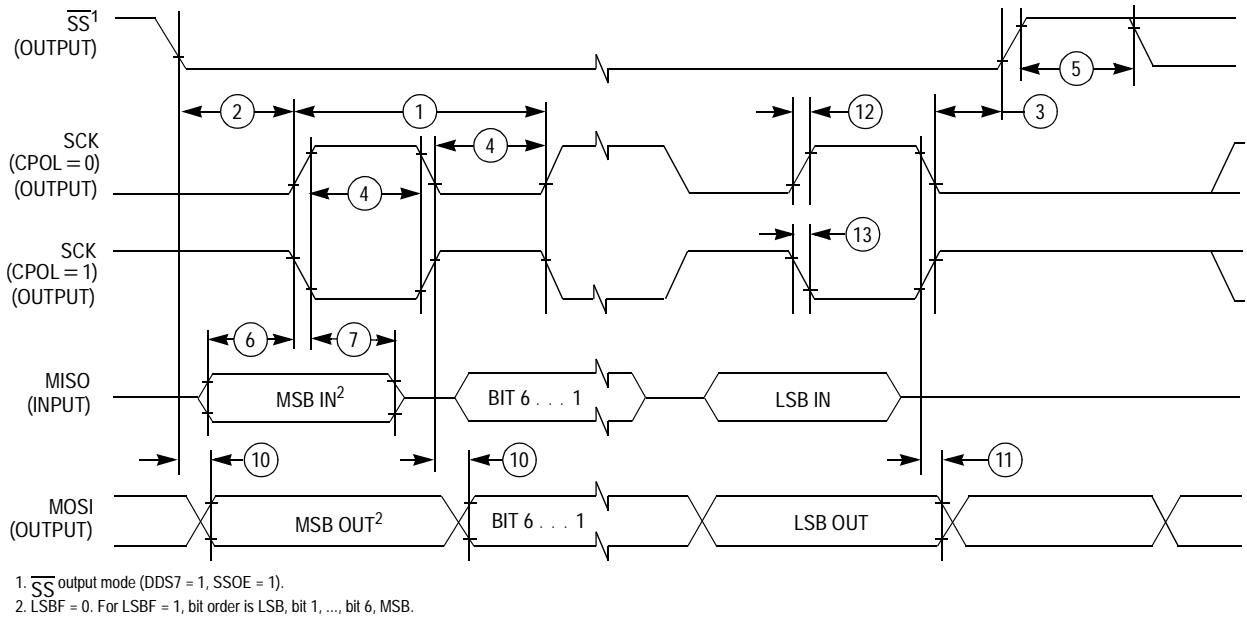 SS1
(OUTPUT)
5
2
1
12
3
SCK
(CPOL = 0)
(OUTPUT)
4
4
SCK
(CPOL = 1)
(OUTPUT)
13
6
7
MISO
(INPUT)
MSB IN2
BIT 6 . . . 1
LSB IN
10
10
11
MOSI
(OUTPUT)
MSB OUT2
BIT 6 . . . 1
LSB OUT
1. SS output mode (DDS7 = 1, SSOE = 1).
2. LSBF = 0. For LSBF = 1, bit order is LSB, bit 1, ..., bit 6, MSB.